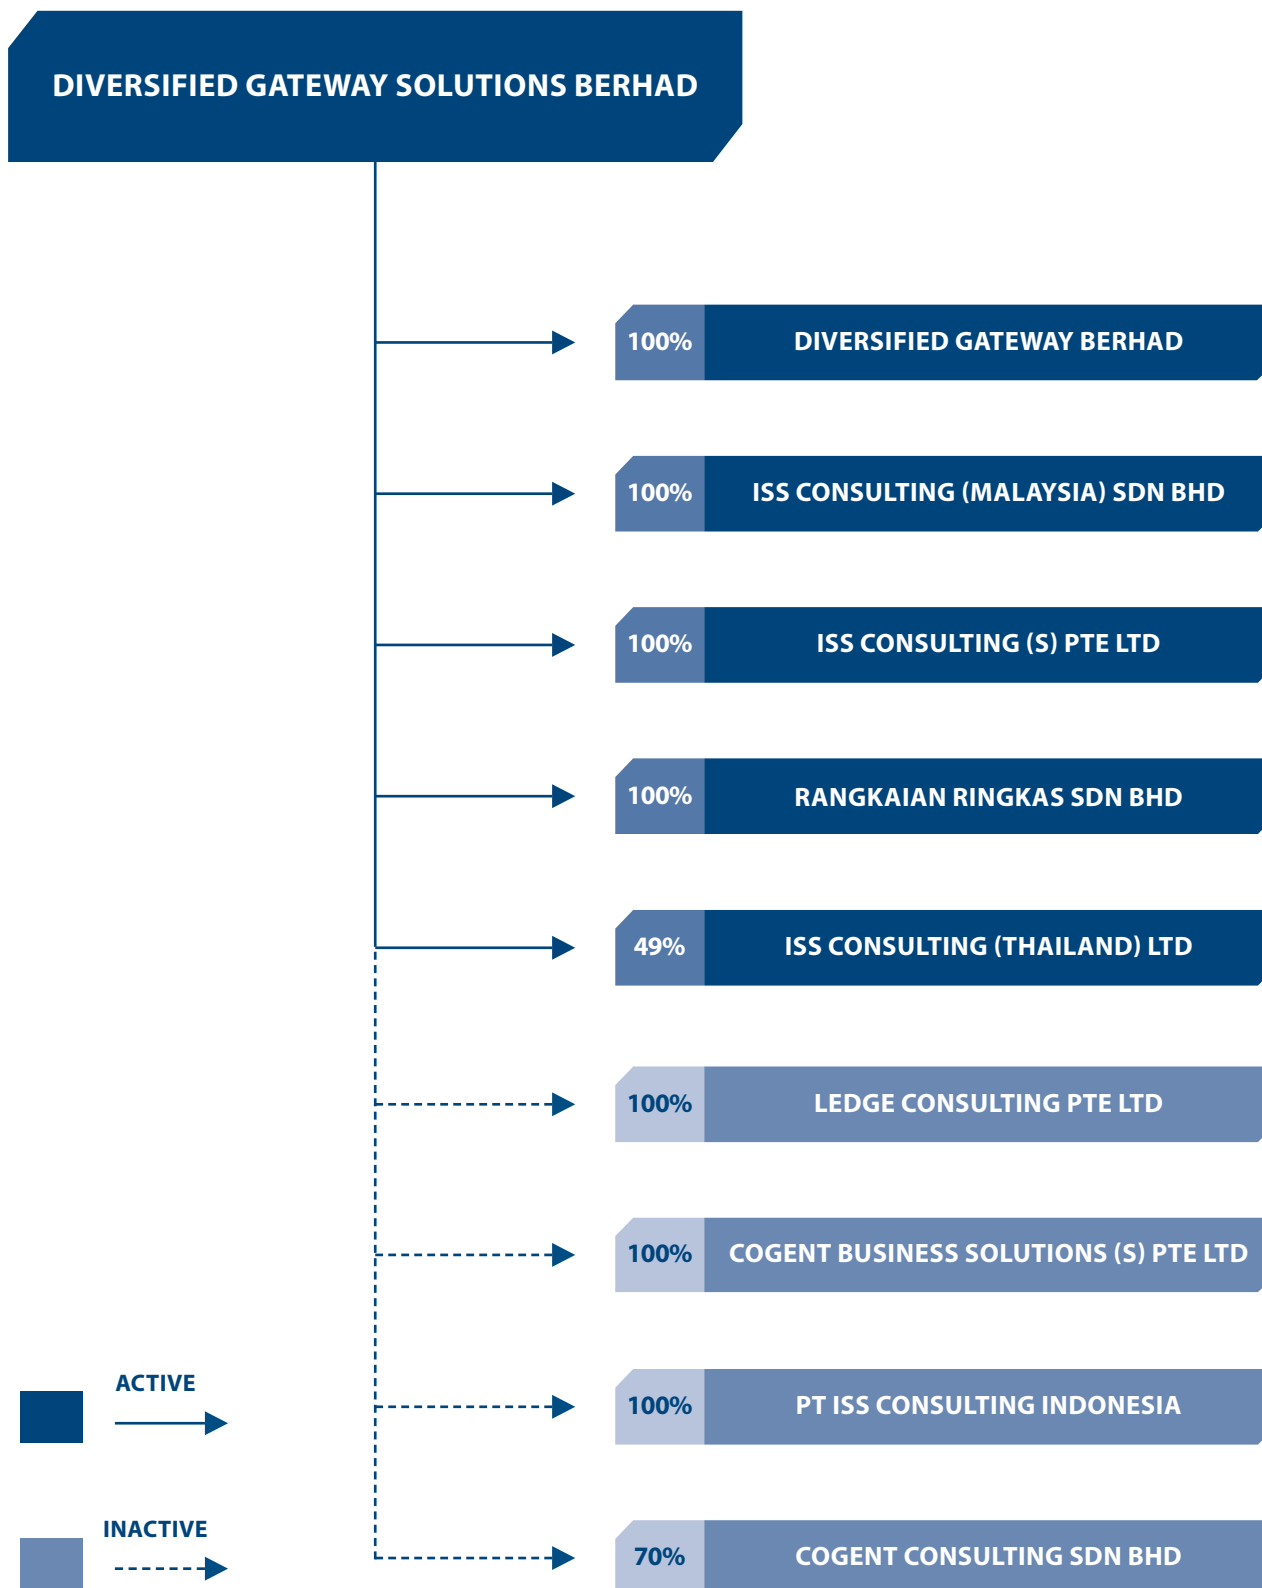 DIVERSIFIED GATEWAY SOLUTIONS BERHAD
100% DIVERSIFIED GATEWAY BERHAD
100% ISS CONSULTING (MALAYSIA) SDN BHD
100% ISS CONSULTING (S) PTE LTD
100% RANGKAIAN RINGKAS SDN BHD
49% ISS CONSULTING (THAILAND) LTD
100% LEDGE CONSULTING PTE LTD
100% COGENT BUSINESS SOLUTIONS (S) PTE LTD
100% PT ISS CONSULTING INDONESIA
70% COGENT CONSULTING SDN BHD
ACTIVE
INACTIVE